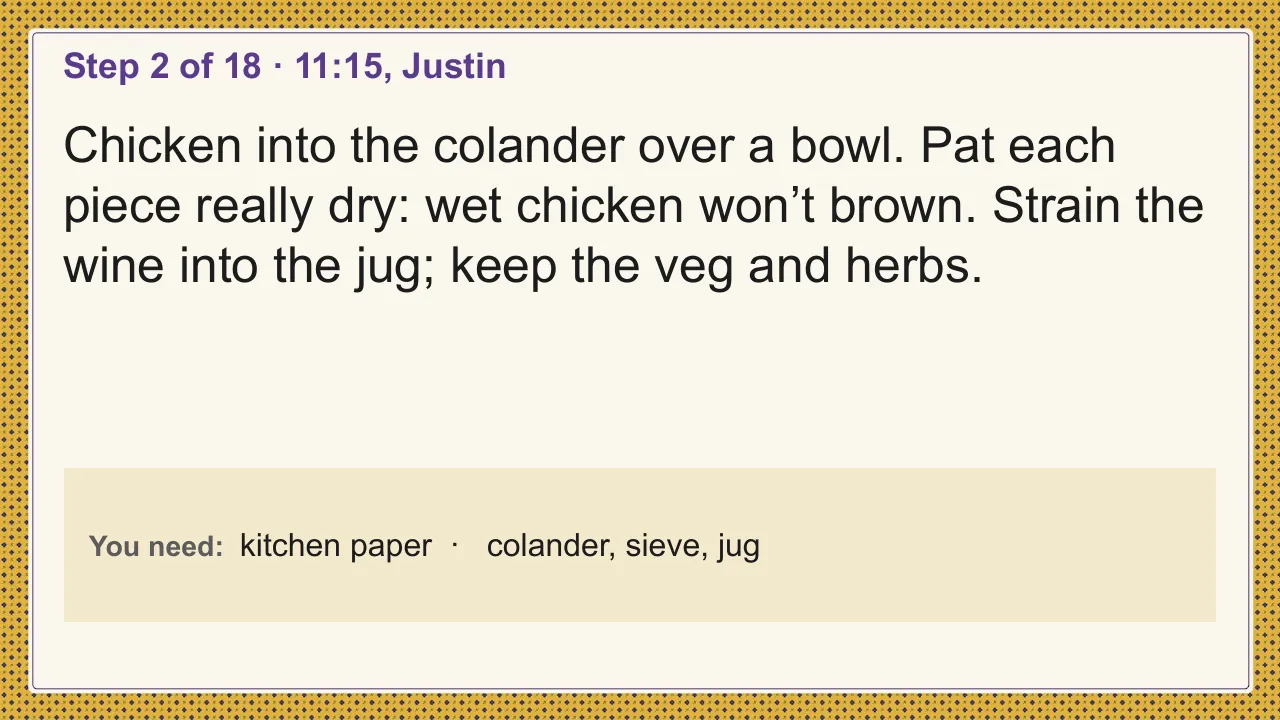 Step 2 of 18 · 11:15, Justin
Chicken into the colander over a bowl. Pat each
piece really dry: wet chicken won’t brown. Strain the
wine into the jug; keep the veg and herbs.
You need: kitchen paper · colander, sieve, jug